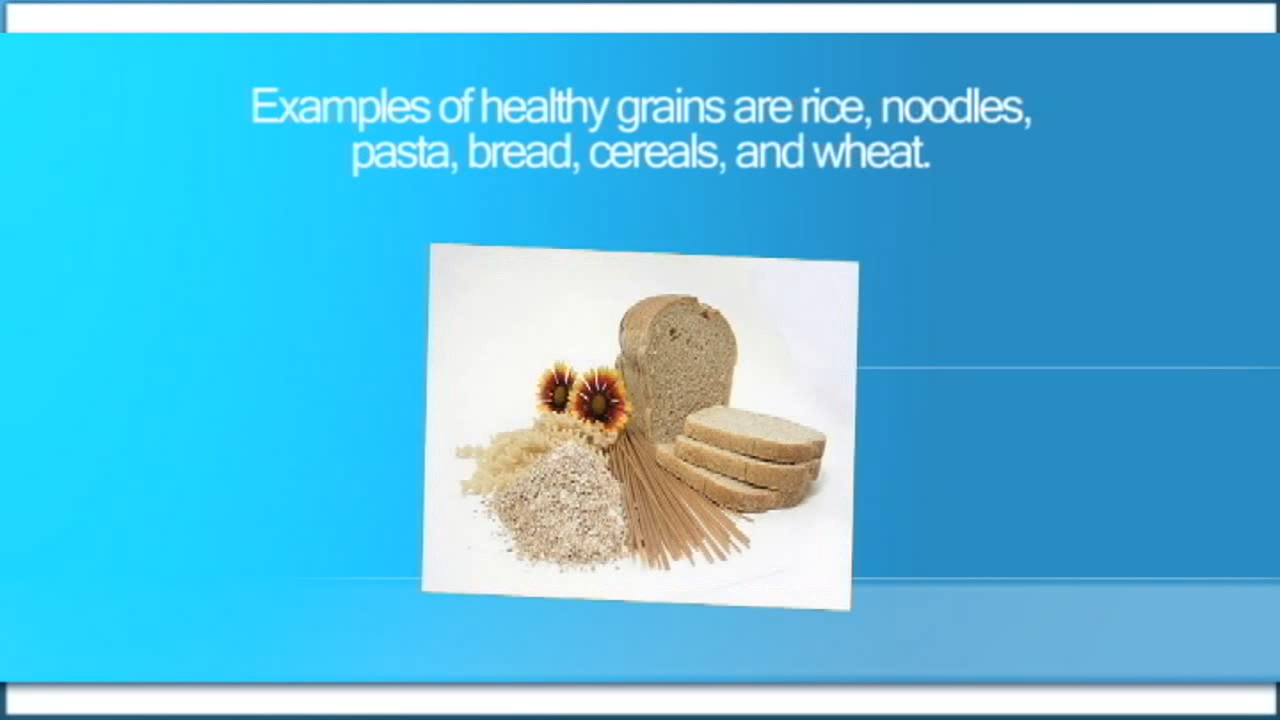 Examples of healthy grains are rice, noodles,
pasta, bread, cereals, and wheat.